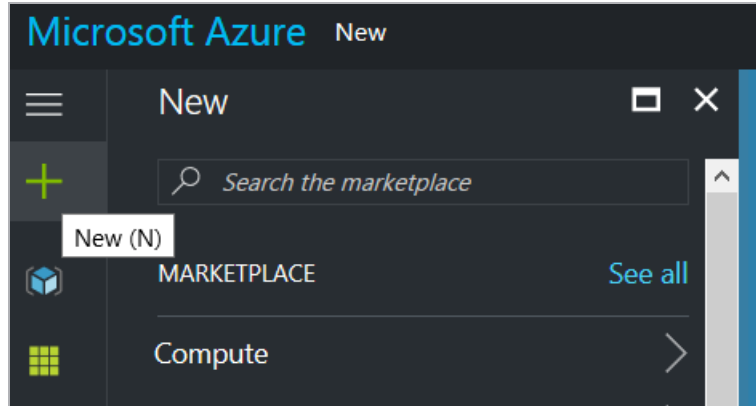 Microsoft Azure New
New
Search the marketplace
New (N)
MARKETPLACE See all
Compute